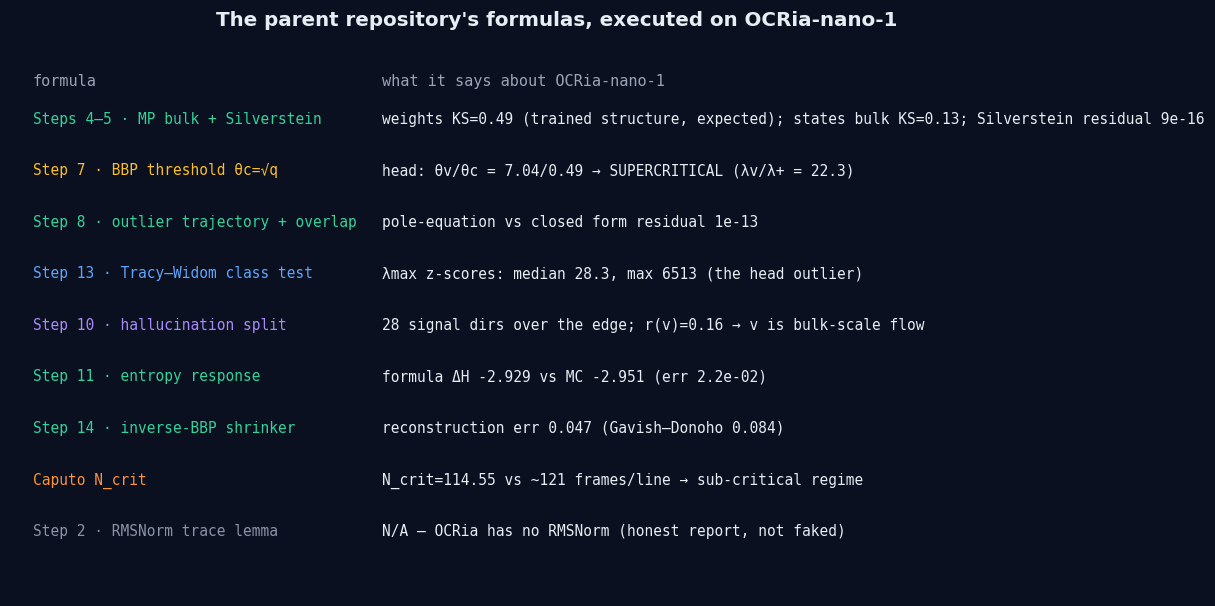 The parent repository's formulas, executed on OCRia-nano-1
formula what it says about OCRia-nano-1
Steps 4–5 · MP bulk + Silverstein weights KS=0.49 (trained structure, expected); states bulk KS=0.13; Silverstein residual 9e-16
Step 7 · BBP threshold θc=√q head: θv/θc = 7.04/0.49 → SUPERCRITICAL (λv/λ+ = 22.3)
Step 8 · outlier trajectory + overlap pole-equation vs closed form residual 1e-13
Step 13 · Tracy–Widom class test λmax z-scores: median 28.3, max 6513 (the head outlier)
Step 10 · hallucination split 28 signal dirs over the edge; r(v)=0.16 → v is bulk-scale flow
Step 11 · entropy response formula ΔH -2.929 vs MC -2.951 (err 2.2e-02)
Step 14 · inverse-BBP shrinker reconstruction err 0.047 (Gavish–Donoho 0.084)
Caputo N_crit N_crit=114.55 vs ~121 frames/line → sub-critical regime
Step 2 · RMSNorm trace lemma N/A — OCRia has no RMSNorm (honest report, not faked)